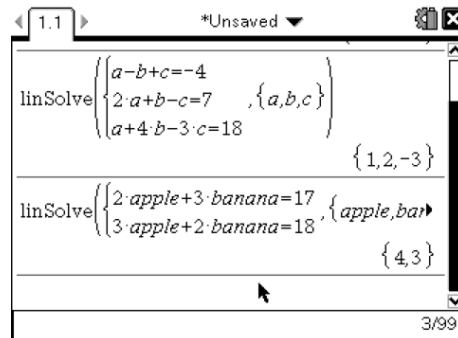 1.1 *Unsaved
a-b+c=-4
linSolve({2·a+b-c=7 ,{a,b,c})
a+4·b-3·c=18
{1,2,-3}
2·apple+3·banana=17
linSolve({ ,{apple,ban
3·apple+2·banana=18
{4,3}
3/99